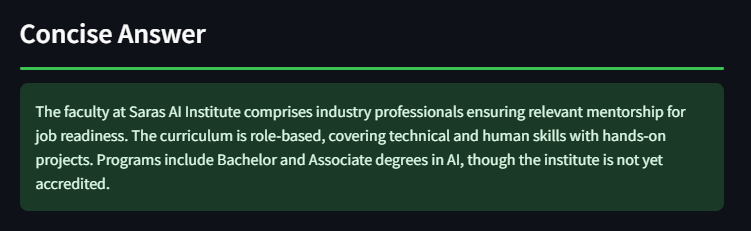 Concise Answer
The faculty at Saras AI Institute comprises industry professionals ensuring relevant mentorship for
job readiness. The curriculum is role-based, covering technical and human skills with hands-on
projects. Programs include Bachelor and Associate degrees in AI, though the institute is not yet
accredited.